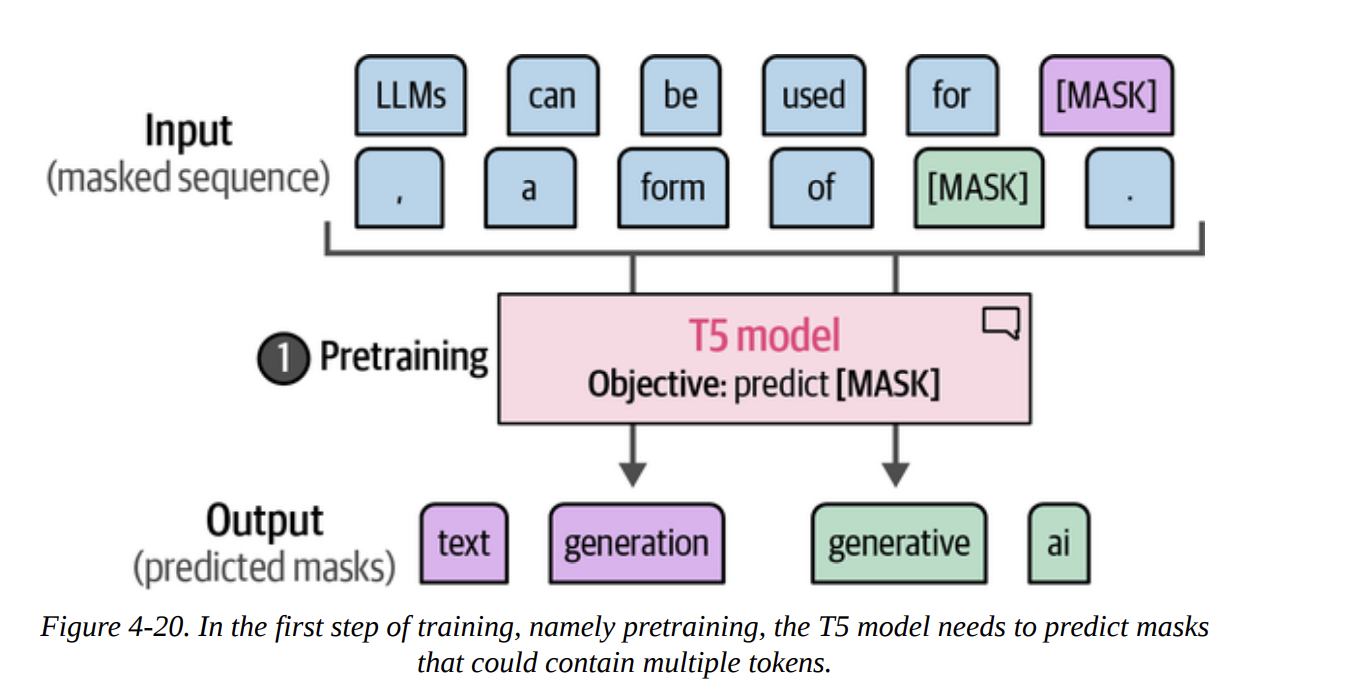 LLMs can be used for [MASK]
Input
(masked sequence)
, a form of [MASK] .
1 Pretraining
T5 model
Objective: predict [MASK]
Output
(predicted masks)
text generation generative ai
Figure 4-20. In the first step of training, namely pretraining, the T5 model needs to predict masks
that could contain multiple tokens.